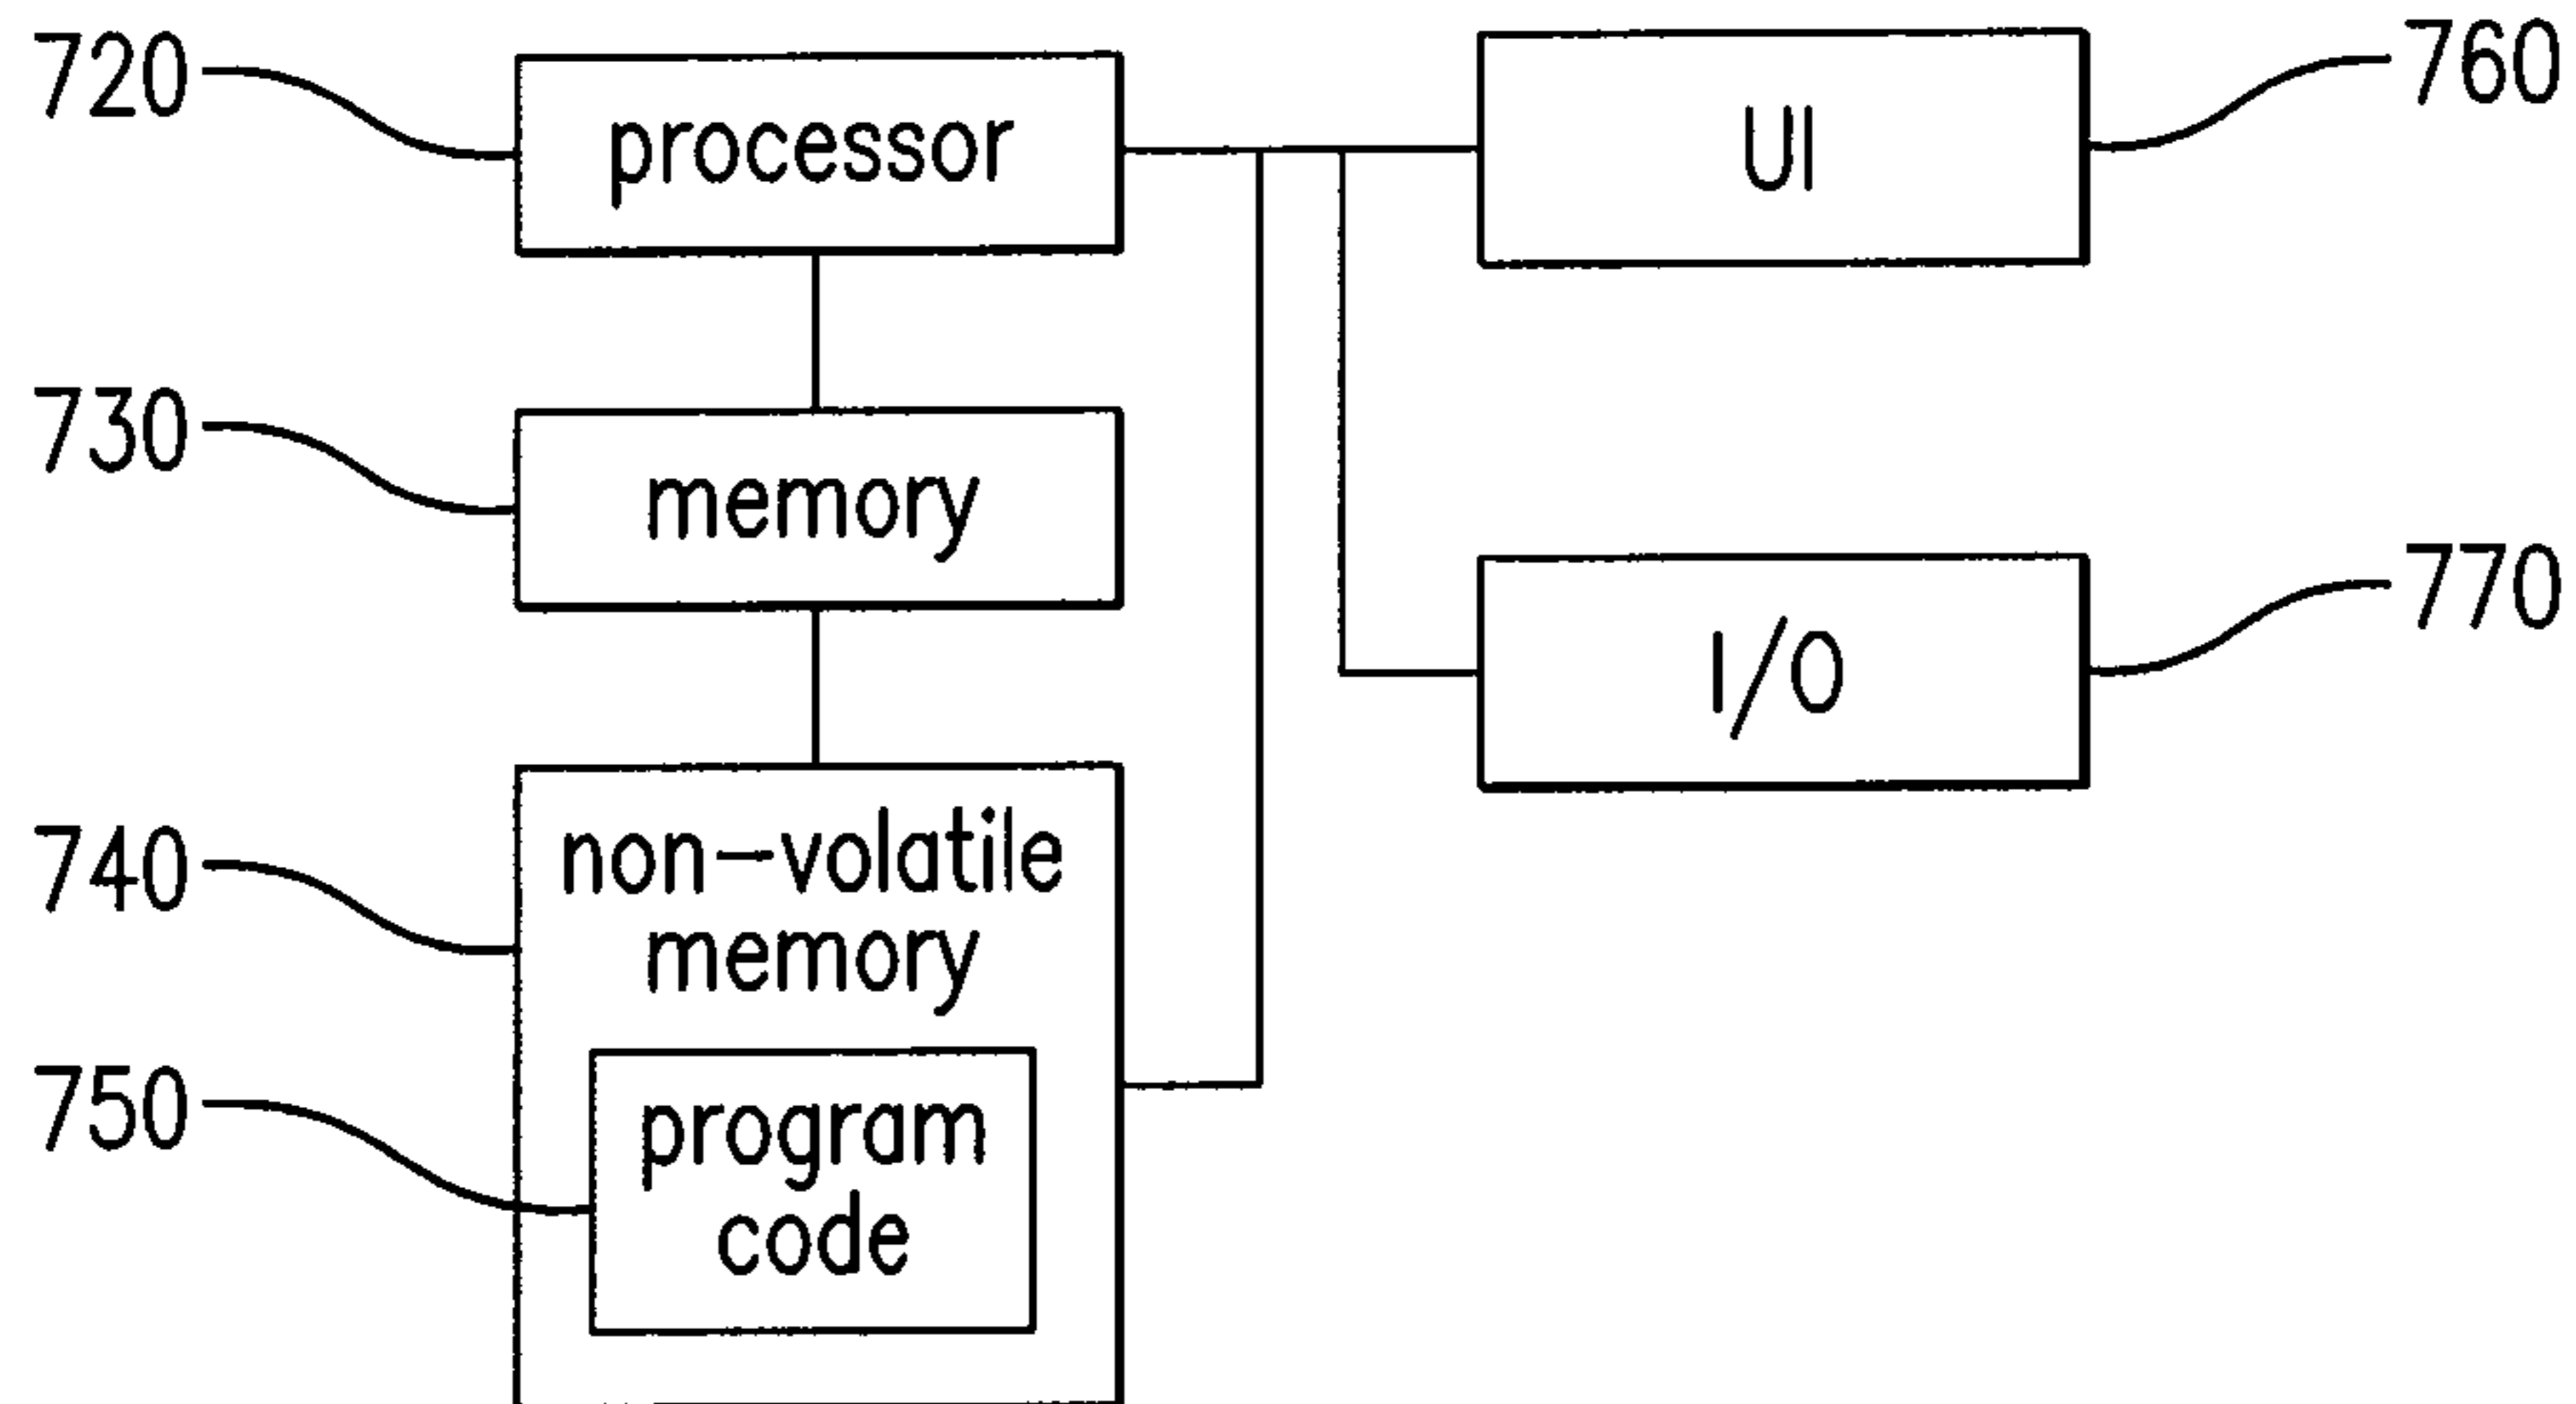 720
processor
UI
760
730
memory
I/O
770
740
non-volatile
memory
750
program
code